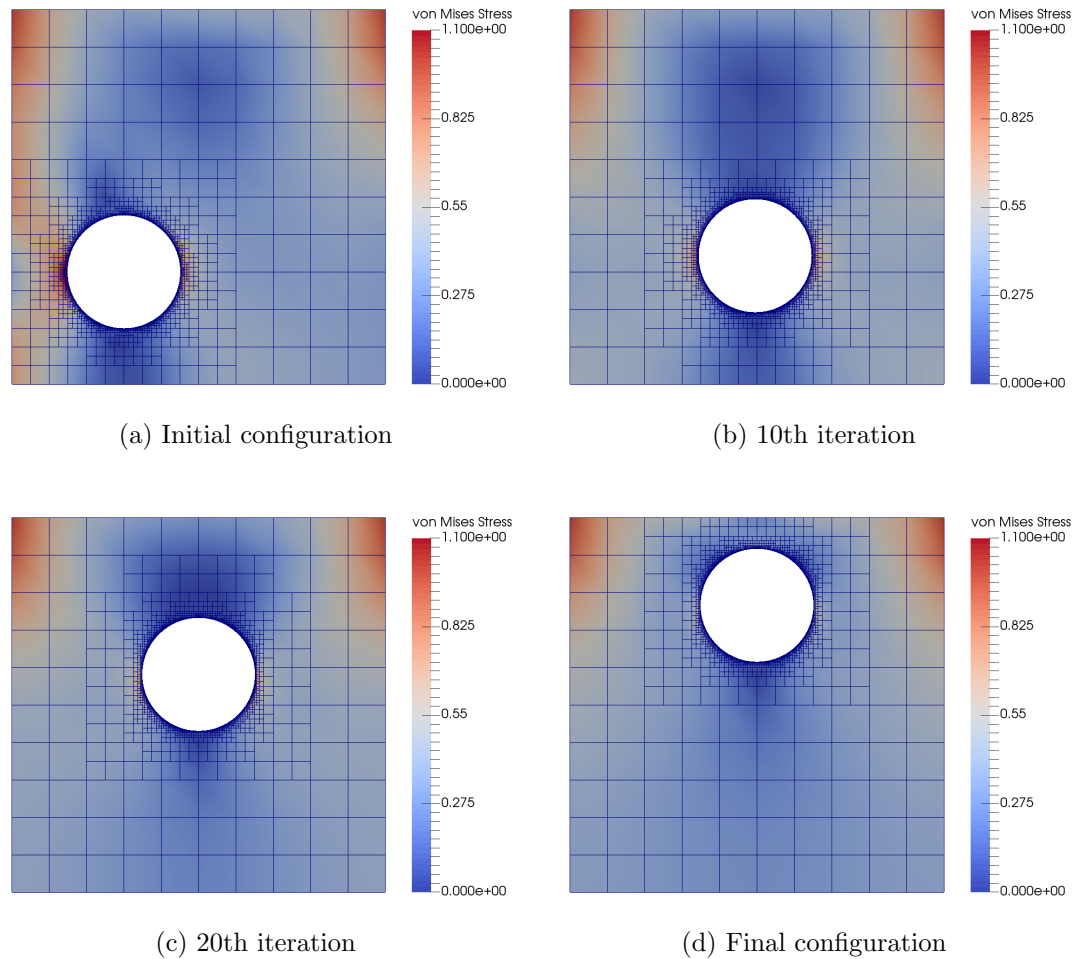 von Mises Stress
1.100e+00
0.825
0.55
0.275
0.000e+00
(a) Initial configuration
von Mises Stress
1.100e+00
0.825
0.55
0.275
0.000e+00
(b) 10th iteration
von Mises Stress
1.100e+00
0.825
0.55
0.275
0.000e+00
(c) 20th iteration
von Mises Stress
1.100e+00
0.825
0.55
0.275
0.000e+00
(d) Final configuration